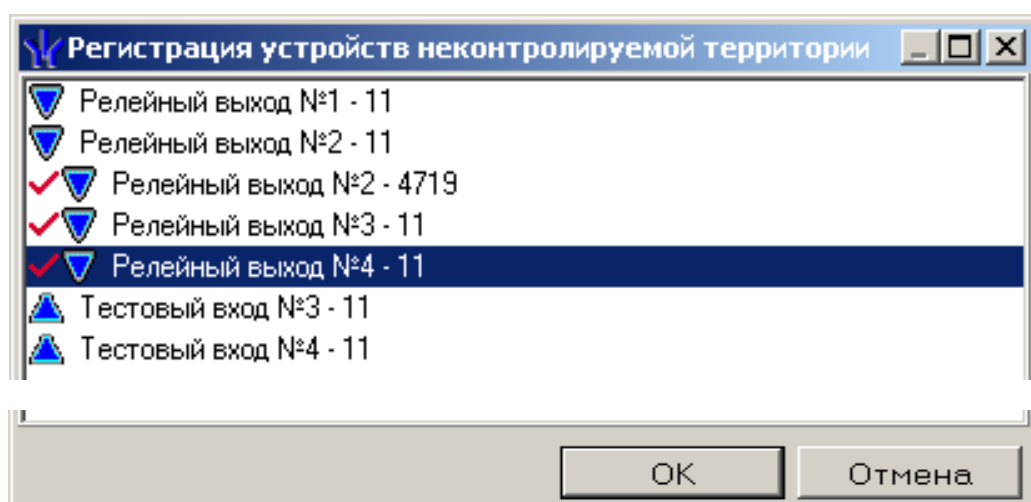 Регистрация устройств неконтролируемой территории
Релейный выход №1 - 11
Релейный выход №2 - 11
Релейный выход №2 - 4719
Релейный выход №3 - 11
Релейный выход №4 - 11
Тестовый вход №3 - 11
Тестовый вход №4 - 11
OK Отмена